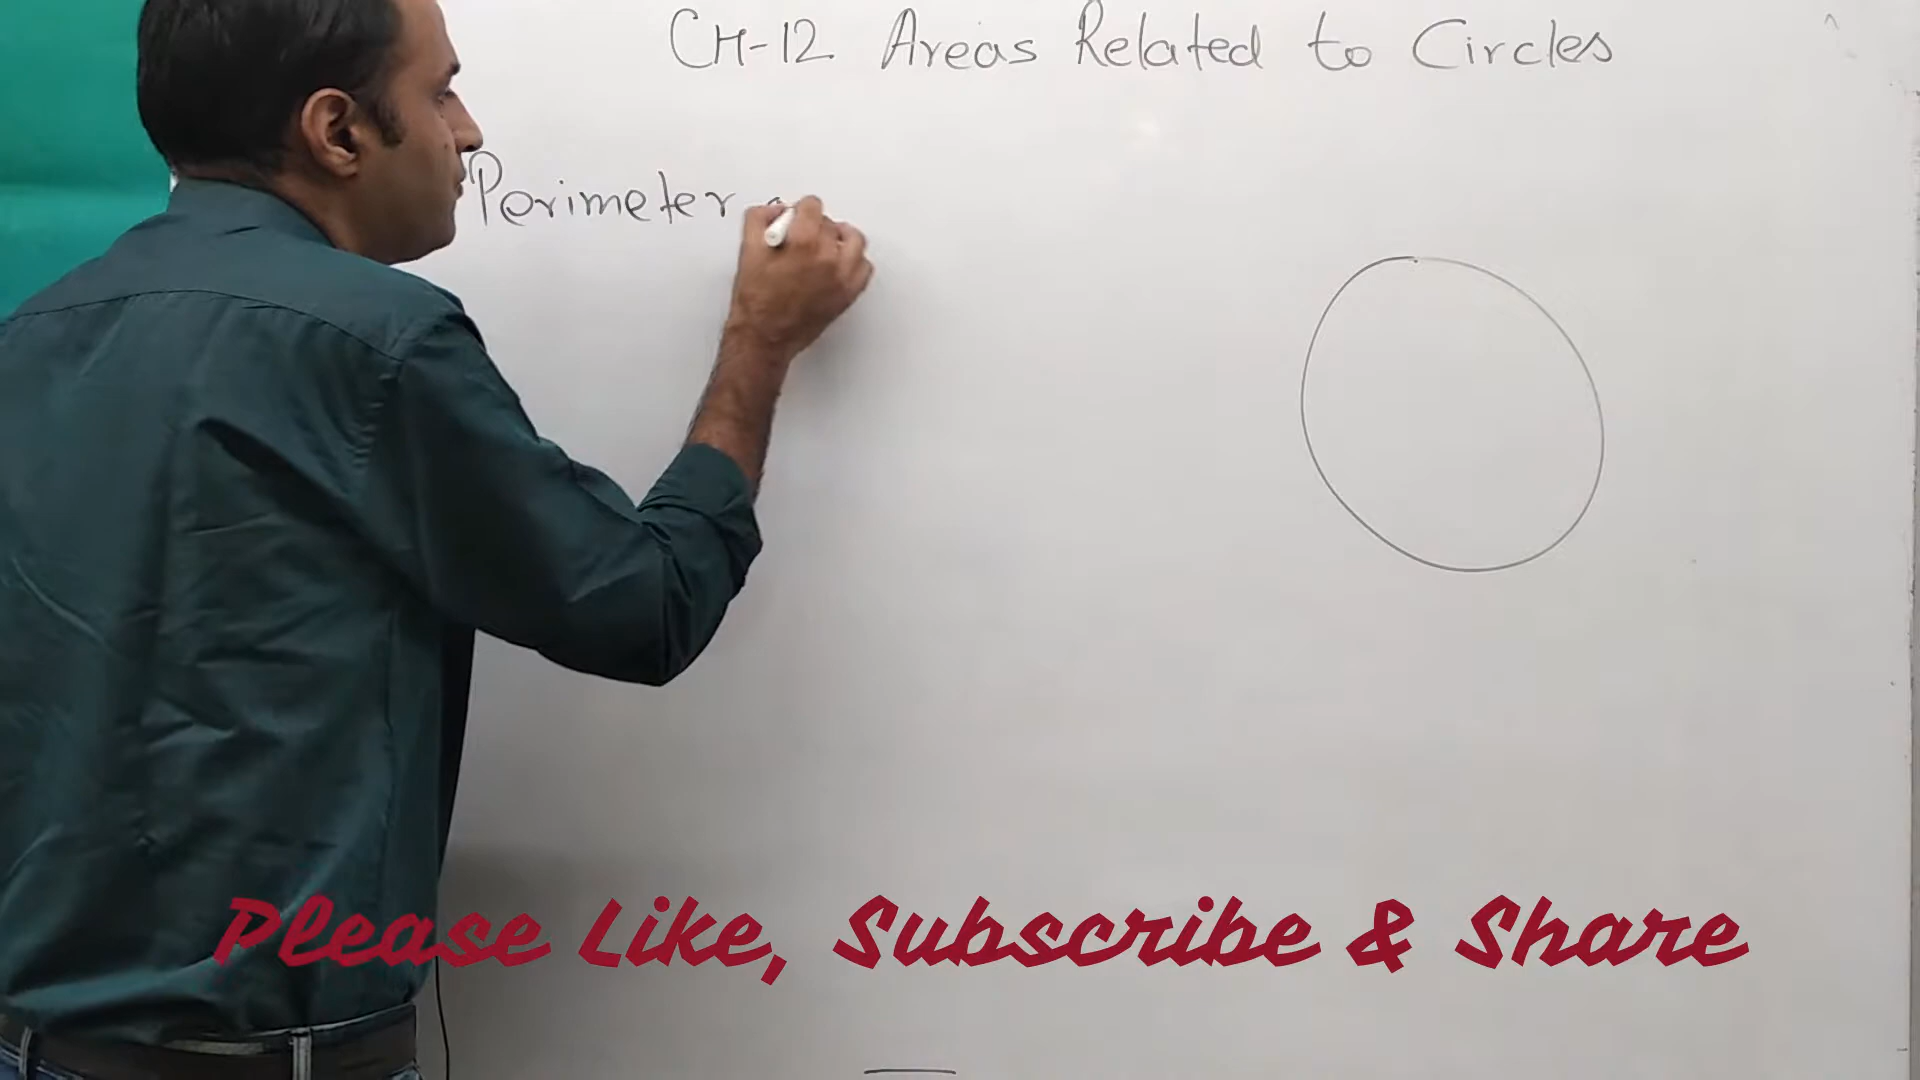 CH-12 Areas Related to Circles
Perimeter
Please Like, Subscribe & Share